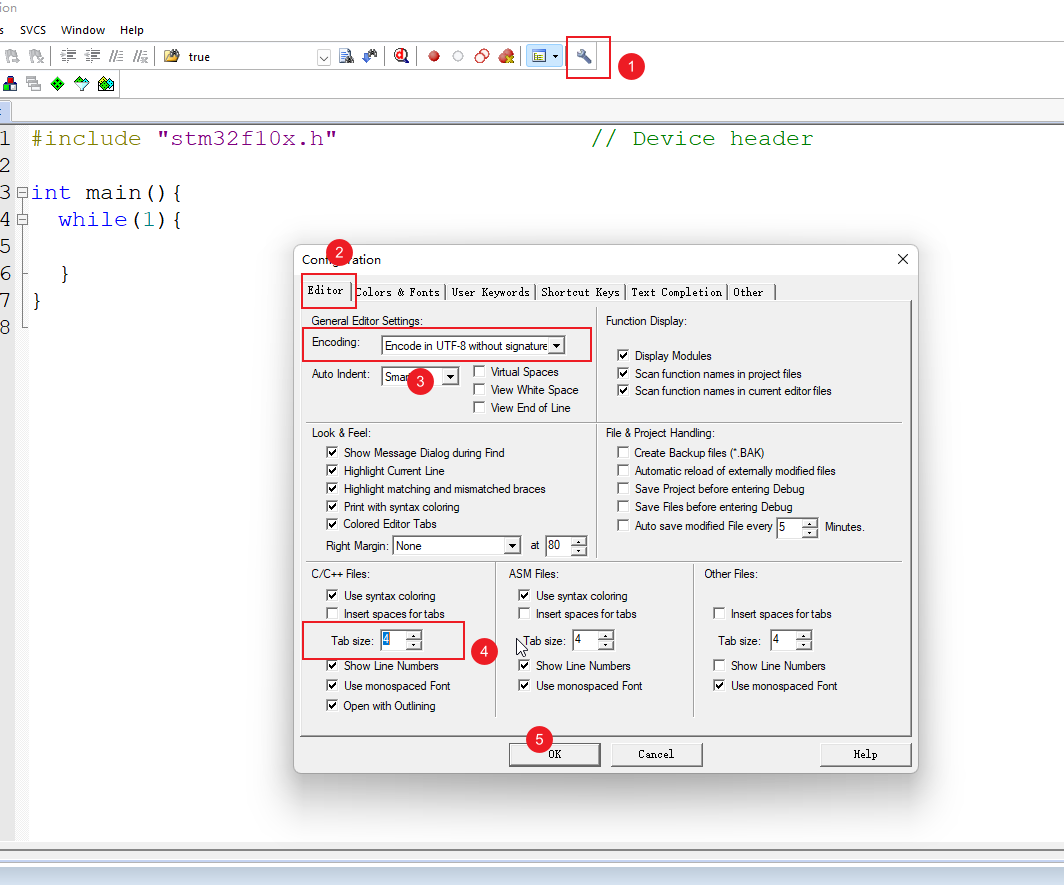 ion
s SVCS Window Help
true
1
1 #include "stm32f10x.h" // Device header
2
3 int main(){
4 while(1){
5
6 }
7 }
8
2
Configuration
Editor Colors & Fonts User Keywords Shortcut Keys Text Completion Other
General Editor Settings: Function Display:
Encoding: Encode in UTF-8 without signature
Display Modules
Auto Indent: Smar 3 Virtual Spaces Scan function names in project files
View White Space Scan function names in current editor files
View End of Line
Look & Feel: File & Project Handling:
Show Message Dialog during Find Create Backup files (*.BAK)
Highlight Current Line Automatic reload of externally modified files
Highlight matching and mismatched braces Save Project before entering Debug
Print with syntax coloring Save Files before entering Debug
Colored Editor Tabs Auto save modified File every 5 Minutes.
Right Margin: None at 80
C/C++ Files: ASM Files: Other Files:
Use syntax coloring Use syntax coloring
Insert spaces for tabs Insert spaces for tabs Insert spaces for tabs
Tab size: 4 Tab size: 4 Tab size: 4
4
Show Line Numbers Show Line Numbers Show Line Numbers
Use monospaced Font Use monospaced Font Use monospaced Font
Open with Outlining
5
OK Cancel Help